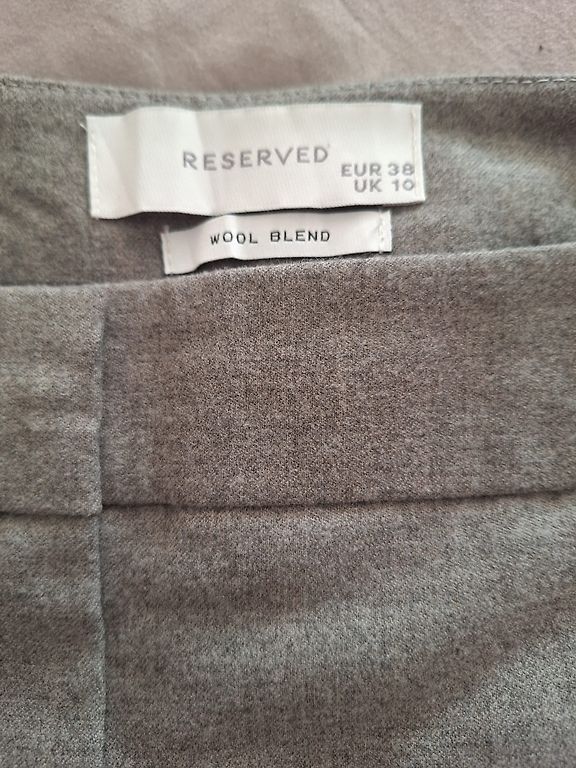 RESERVED
EUR 38
UK 10
WOOL BLEND